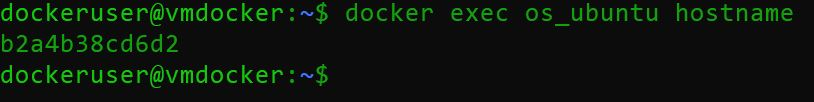 dockeruser@vmdocker:~$ docker exec os_ubuntu hostname
b2a4b38cd6d2
dockeruser@vmdocker:~$